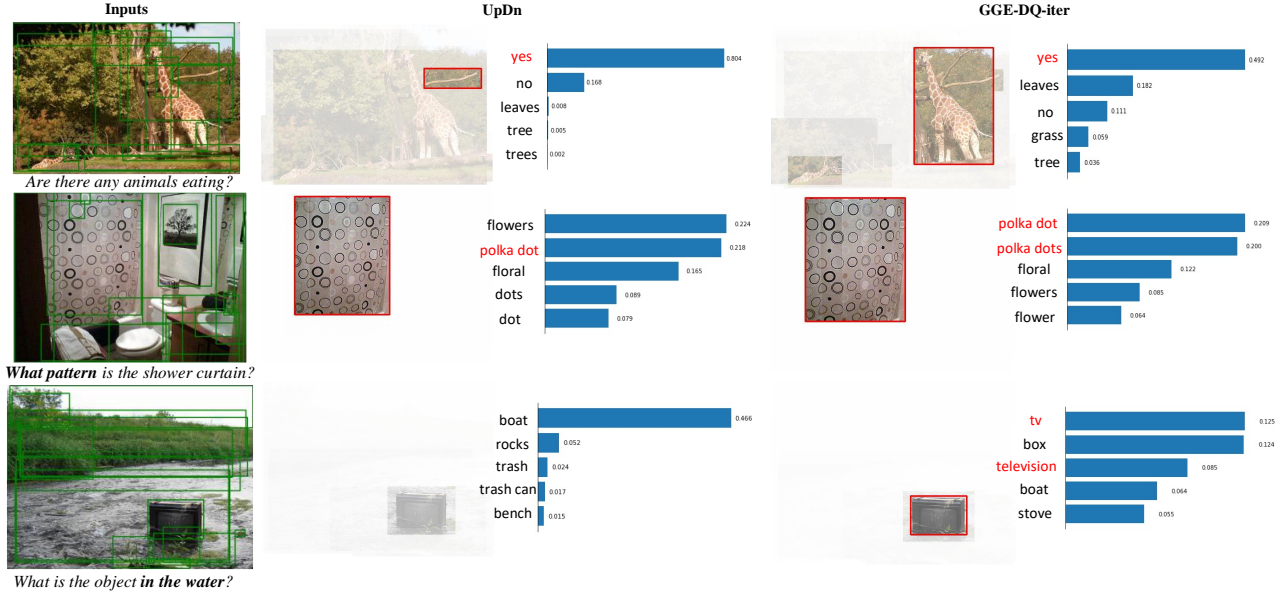 Inputs
UpDn
GGE-DQ-iter
yes
0.804
no
0.168
leaves
0.008
tree
0.005
trees
0.002
yes
0.492
leaves
0.182
no
0.111
grass
0.059
tree
0.036
Are there any animals eating?
flowers
0.224
polka dot
0.218
floral
0.165
dots
0.089
dot
0.079
polka dot
0.209
polka dots
0.200
floral
0.122
flowers
0.085
flower
0.064
What pattern is the shower curtain?
boat
0.466
rocks
0.052
trash
0.024
trash can
0.017
bench
0.015
tv
0.125
box
0.124
television
0.085
boat
0.064
stove
0.055
What is the object in the water?